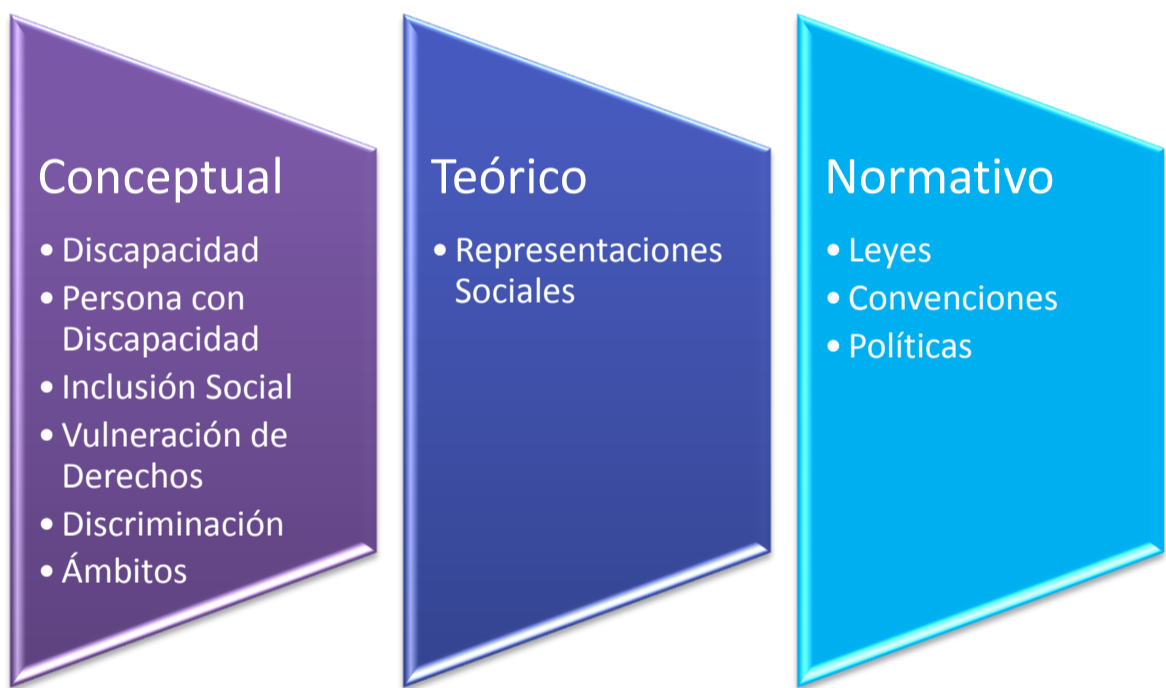 Conceptual
• Discapacidad
• Persona con
Discapacidad
• Inclusión Social
• Vulneración de
Derechos
• Discriminación
• Ámbitos
Teórico
• Representaciones
Sociales
Normativo
• Leyes
• Convenciones
• Políticas